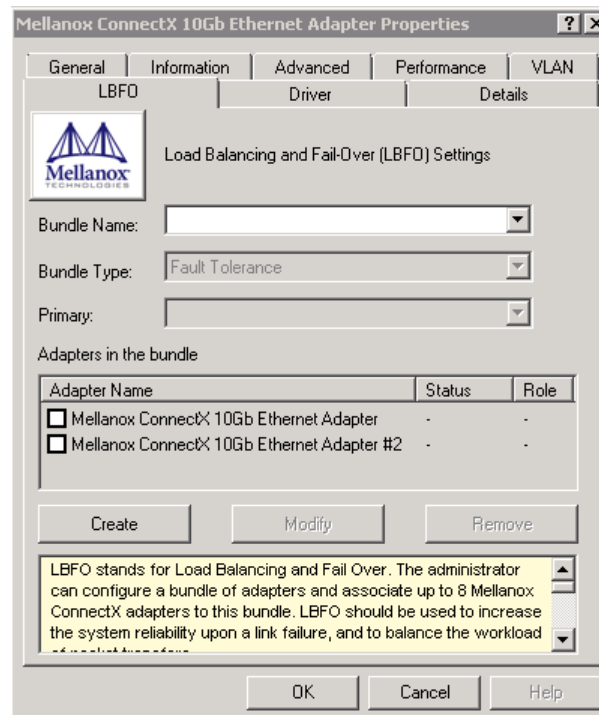 Mellanox ConnectX 10Gb Ethernet Adapter Properties
General Information Advanced Performance VLAN
LBFO Driver Details
Mellanox
TECHNOLOGIES
Load Balancing and Fail-Over (LBFO) Settings
Bundle Name:
Bundle Type: Fault Tolerance
Primary:
Adapters in the bundle
Adapter Name Status Role
Mellanox ConnectX 10Gb Ethernet Adapter - -
Mellanox ConnectX 10Gb Ethernet Adapter #2 - -
Create Modify Remove
LBFO stands for Load Balancing and Fail Over. The administrator
can configure a bundle of adapters and associate up to 8 Mellanox
ConnectX adapters to this bundle. LBFO should be used to increase
the system reliability upon a link failure, and to balance the workload
of packet transfers
OK Cancel Help